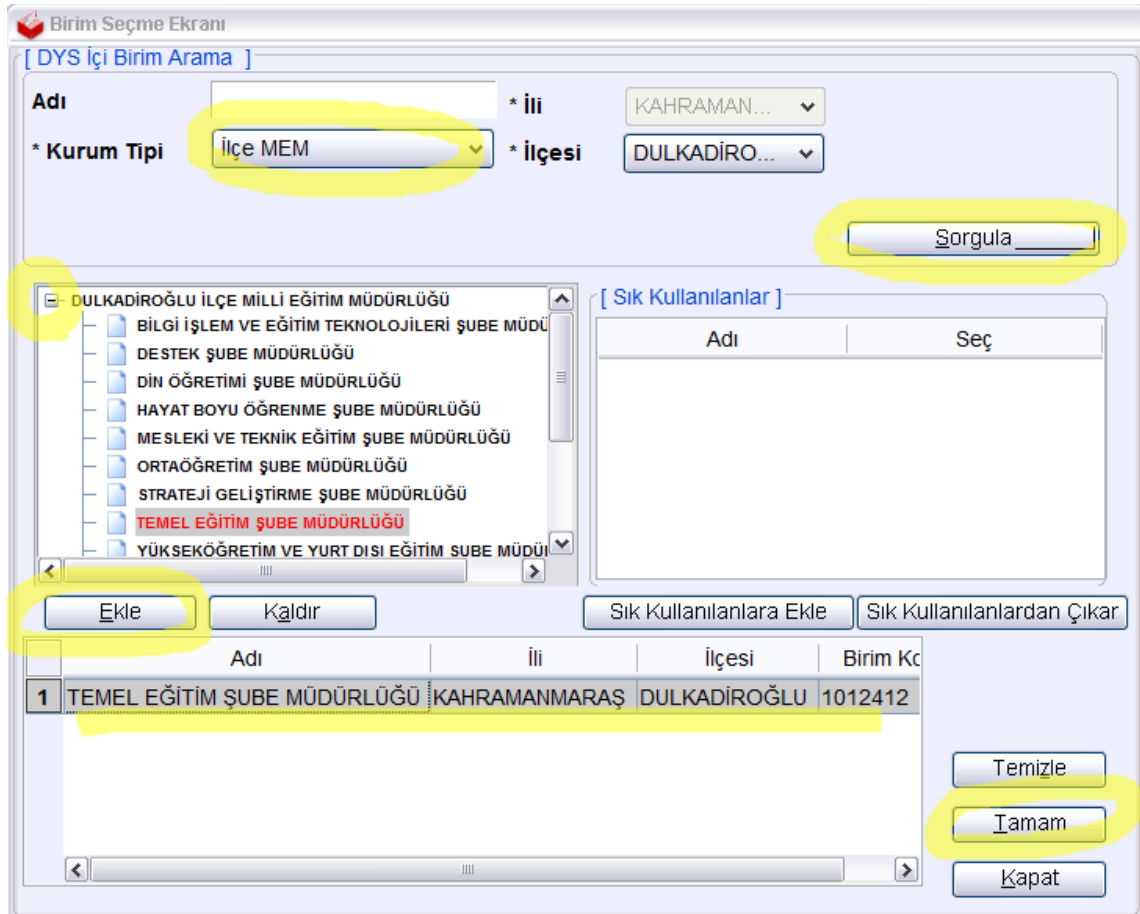 Birim Seçme Ekranı
[ DYS İçi Birim Arama ]
Adı
* İli KAHRAMAN...
* Kurum Tipi İlçe MEM * İlçesi DULKADİRO...
Sorgula
DULKADİROĞLU İLÇE MİLLİ EĞİTİM MÜDÜRLÜĞÜ
BİLGİ İŞLEM VE EĞİTİM TEKNOLOJİLERİ ŞUBE MÜDÜ
DESTEK ŞUBE MÜDÜRLÜĞÜ
DİN ÖĞRETİMİ ŞUBE MÜDÜRLÜĞÜ
HAYAT BOYU ÖĞRENME ŞUBE MÜDÜRLÜĞÜ
MESLEKİ VE TEKNİK EĞİTİM ŞUBE MÜDÜRLÜĞÜ
ORTAÖĞRETİM ŞUBE MÜDÜRLÜĞÜ
STRATEJİ GELİŞTİRME ŞUBE MÜDÜRLÜĞÜ
TEMEL EĞİTİM ŞUBE MÜDÜRLÜĞÜ
YÜKSEKÖĞRETİM VE YURT DISI EĞİTİM SUBE MÜDÜI
[ Sık Kullanılanlar ]
Adı Seç
Ekle Kaldır Sık Kullanılanlara Ekle Sık Kullanılanlardan Çıkar
Adı İli İlçesi Birim Kc
1 TEMEL EĞİTİM ŞUBE MÜDÜRLÜĞÜ KAHRAMANMARAŞ DULKADİROĞLU 1012412
Temizle
Tamam
Kapat